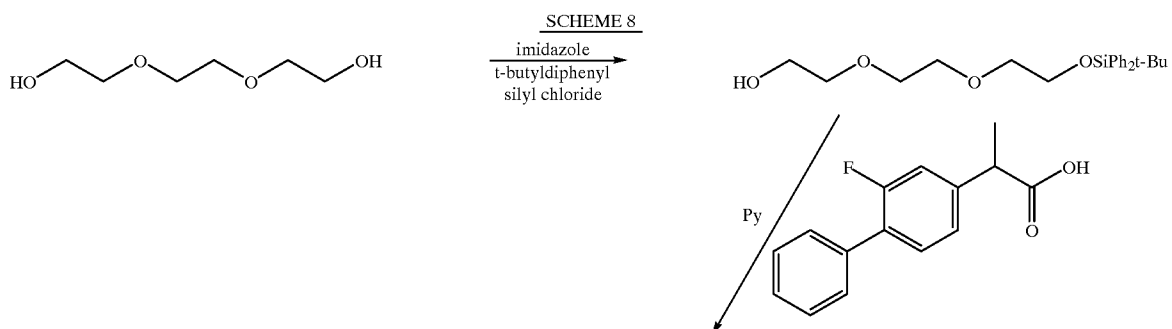 SCHEME 8
HO O O OH
imidazole
t-butyldiphenyl
silyl chloride
HO O O OSiPh2t-Bu
F OH
O
Py